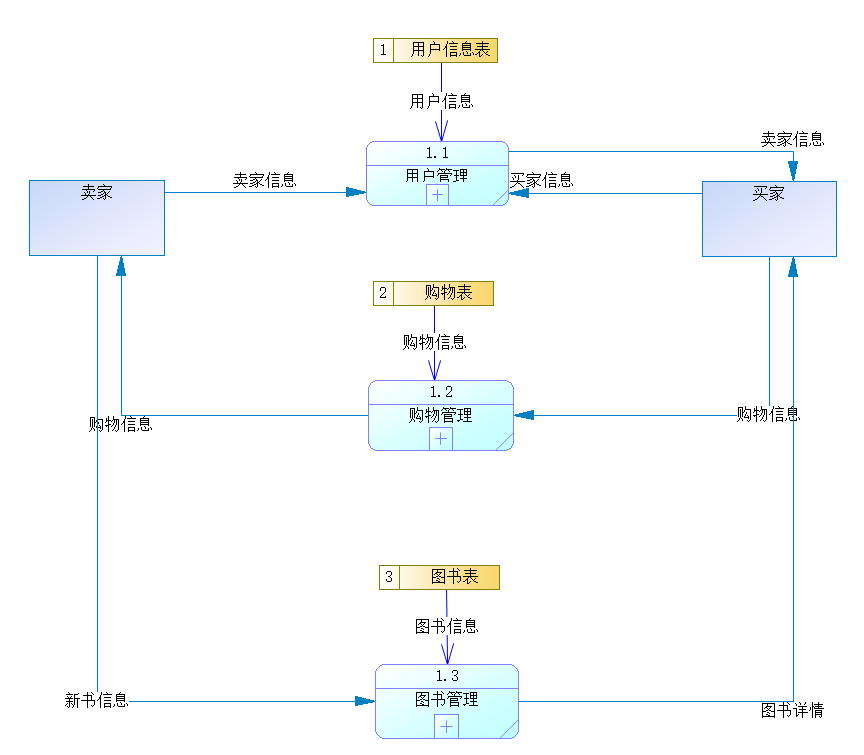 1 用户信息表
用户信息
卖家信息
1.1
用户管理
卖家信息
买家信息
卖家
买家
2 购物表
购物信息
1.2
购物管理
购物信息
购物信息
3 图书表
图书信息
1.3
图书管理
新书信息
图书详情